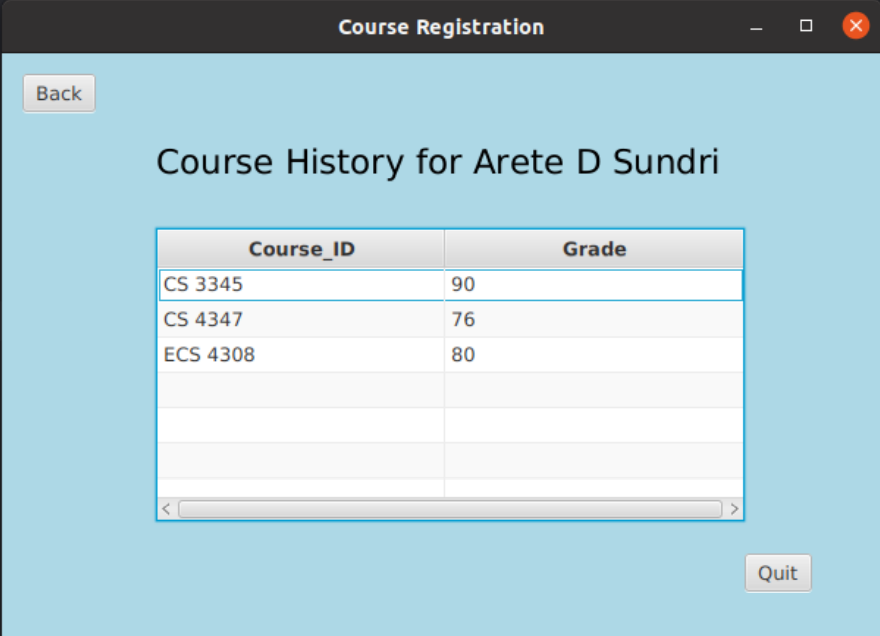 Course Registration
Back
Course History for Arete D Sundri
Course_ID Grade
CS 3345 90
CS 4347 76
ECS 4308 80
Quit